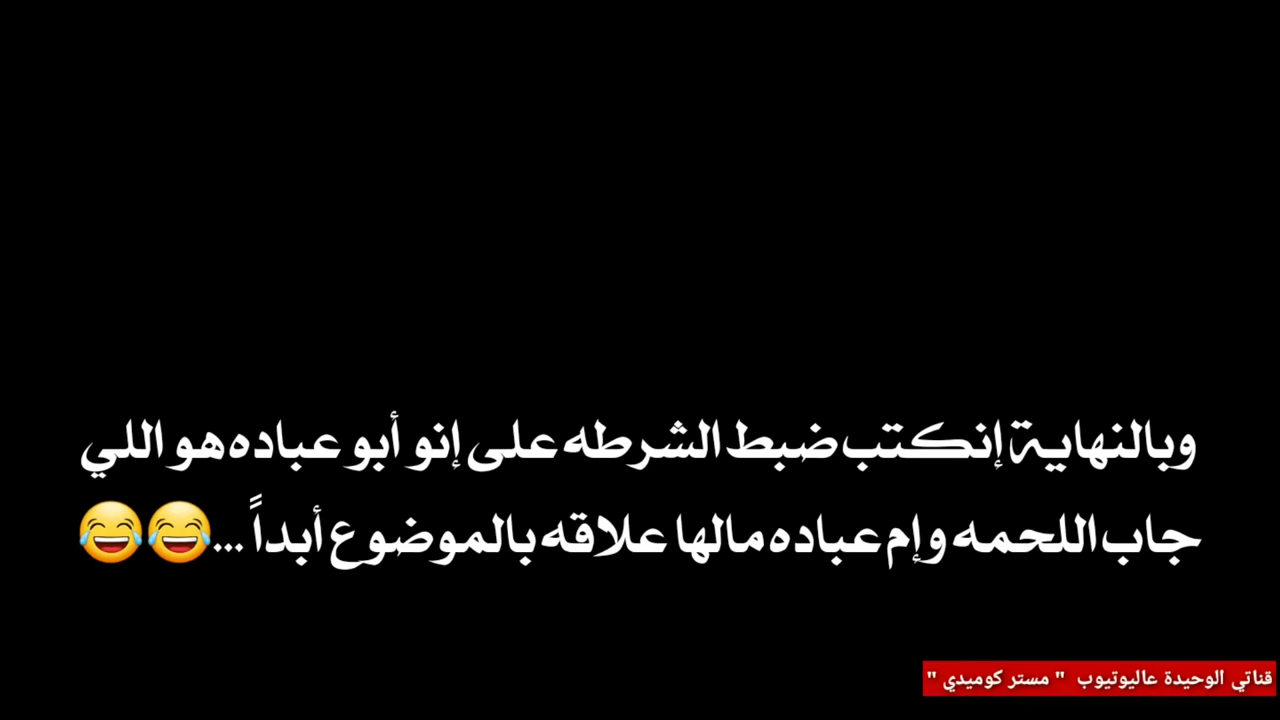 وبالنهاية إنكتب ضبط الشرطه على إنو أبو عباده هو اللي
جاب اللحمه وإم عباده مالها علاقه بالموضوع أبداً ...😂😂
قناتي الوحيدة عاليوتيوب " مستر كوميدي "